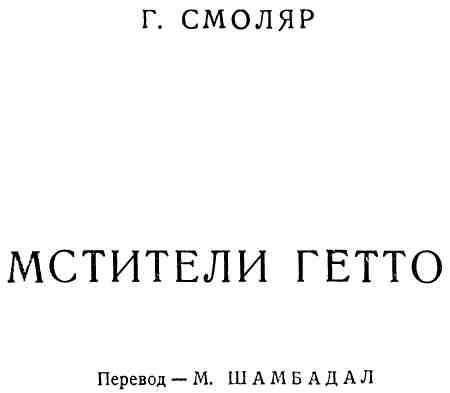 Г. СМОЛЯР
МСТИТЕЛИ ГЕТТО
Перевод — М. ШАМБАДАЛ